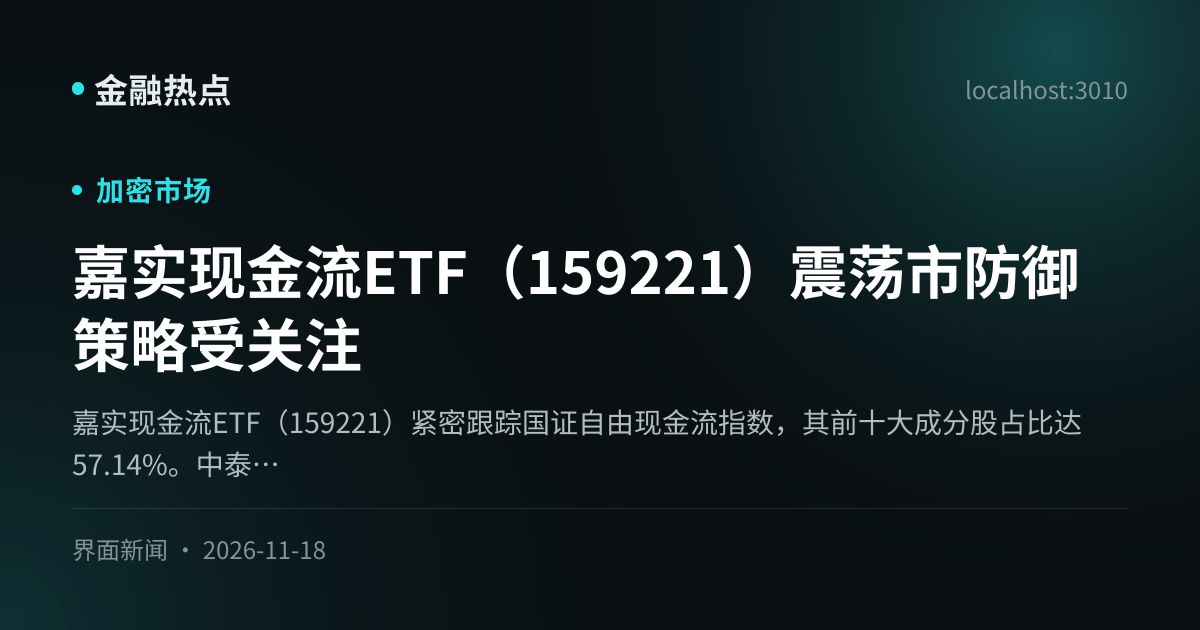 金融热点
localhost:3010
加密市场
嘉实现金流ETF（159221）震荡市防御
策略受关注
嘉实现金流ETF（159221）紧密跟踪国证自由现金流指数，其前十大成分股占比达
57.14%。中泰…
界面新闻 • 2026-11-18